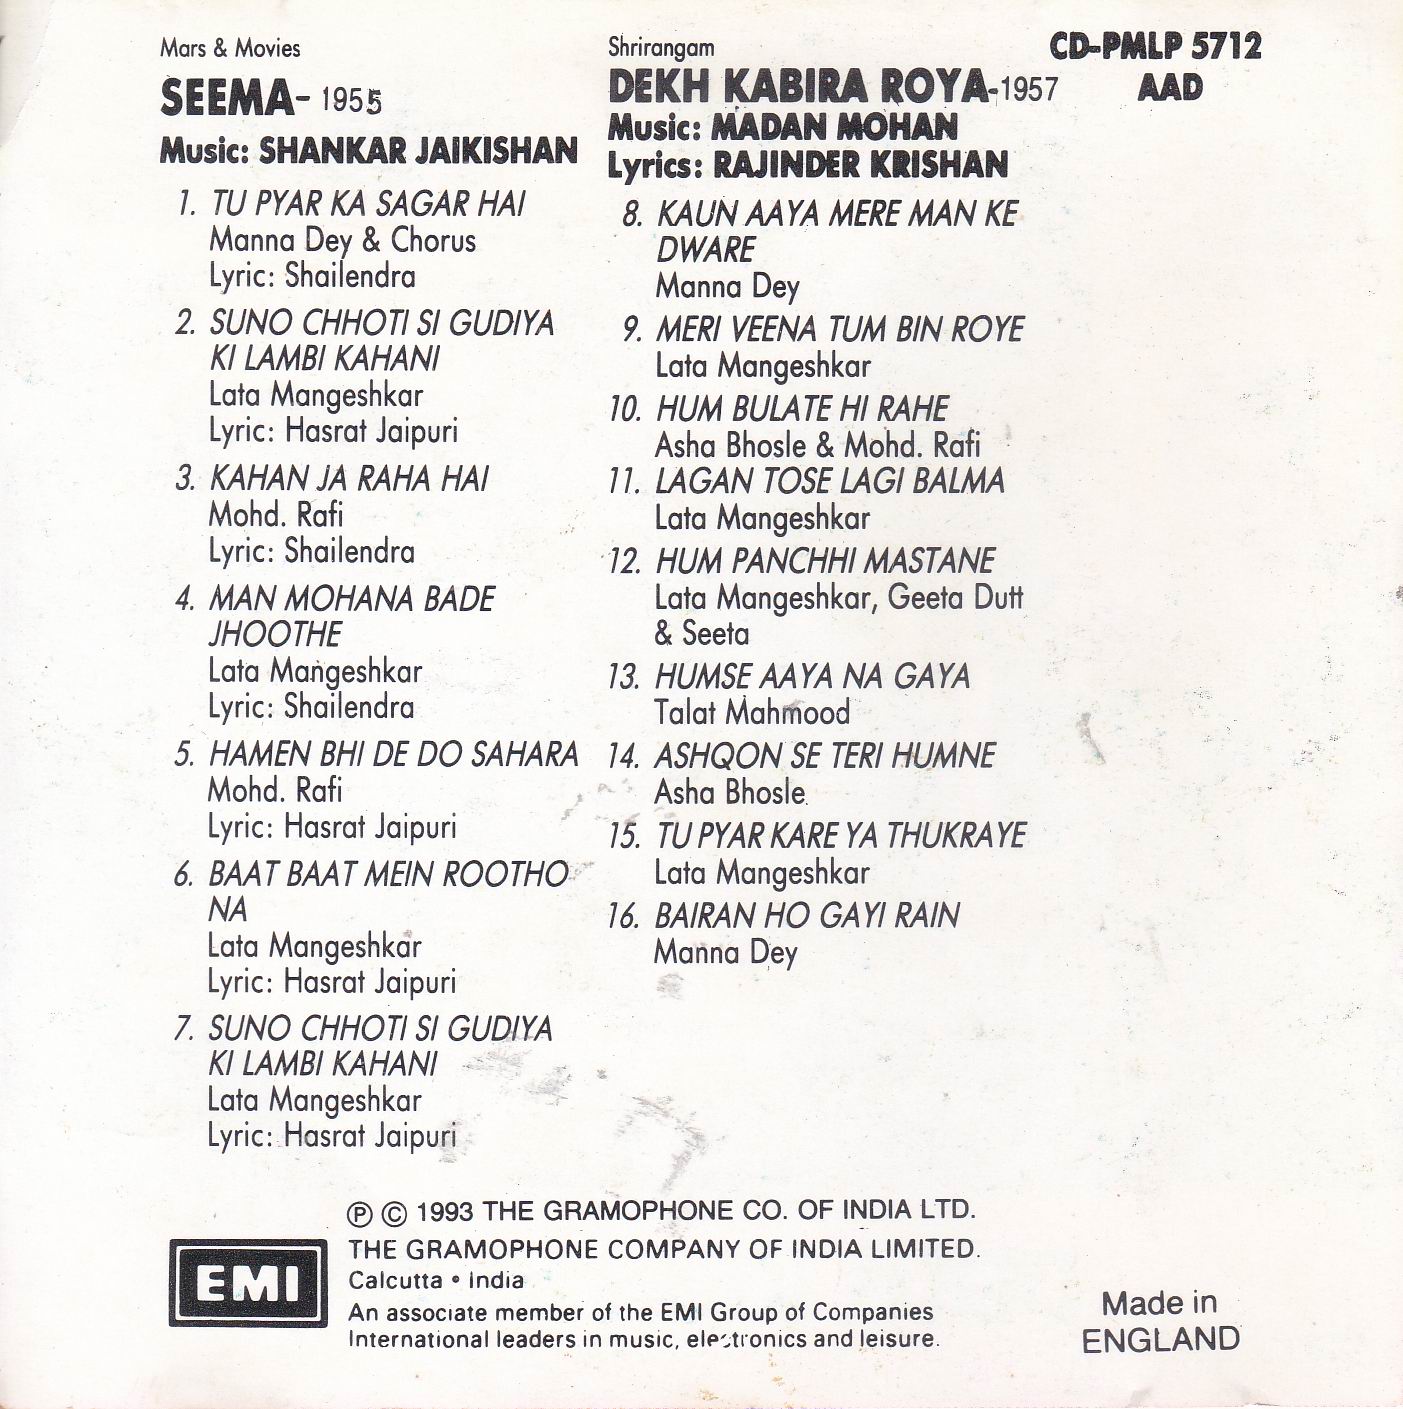 Mars & Movies
SEEMA- 1955
Music: SHANKAR JAIKISHAN
1. TU PYAR KA SAGAR HAI
Manna Dey & Chorus
Lyric: Shailendra
2. SUNO CHHOTI SI GUDIYA
KI LAMBI KAHANI
Lata Mangeshkar
Lyric: Hasrat Jaipuri
3. KAHAN JA RAHA HAI
Mohd. Rafi
Lyric: Shailendra
4. MAN MOHANA BADE
JHOOTHE
Lata Mangeshkar
Lyric: Shailendra
5. HAMEN BHI DE DO SAHARA
Mohd. Rafi
Lyric: Hasrat Jaipuri
6. BAAT BAAT MEIN ROOTHO
NA
Lata Mangeshkar
Lyric: Hasrat Jaipuri
7. SUNO CHHOTI SI GUDIYA
KI LAMBI KAHANI
Lata Mangeshkar
Lyric: Hasrat Jaipuri
Shrirangam
DEKH KABIRA ROYA-1957
Music: MADAN MOHAN
Lyrics: RAJINDER KRISHAN
8. KAUN AAYA MERE MAN KE
DWARE
Manna Dey
9. MERI VEENA TUM BIN ROYE
Lata Mangeshkar
10. HUM BULATE HI RAHE
Asha Bhosle & Mohd. Rafi
11. LAGAN TOSE LAGI BALMA
Lata Mangeshkar
12. HUM PANCHHI MASTANE
Lata Mangeshkar, Geeta Dutt
& Seeta
13. HUMSE AAYA NA GAYA
Talat Mahmood
14. ASHQON SE TERI HUMNE
Asha Bhosle
15. TU PYAR KARE YA THUKRAYE
Lata Mangeshkar
16. BAIRAN HO GAYI RAIN
Manna Dey
CD-PMLP 5712
AAD
℗ © 1993 THE GRAMOPHONE CO. OF INDIA LTD.
THE GRAMOPHONE COMPANY OF INDIA LIMITED.
Calcutta • India
An associate member of the EMI Group of Companies
International leaders in music, electronics and leisure.
EMI
Made in
ENGLAND